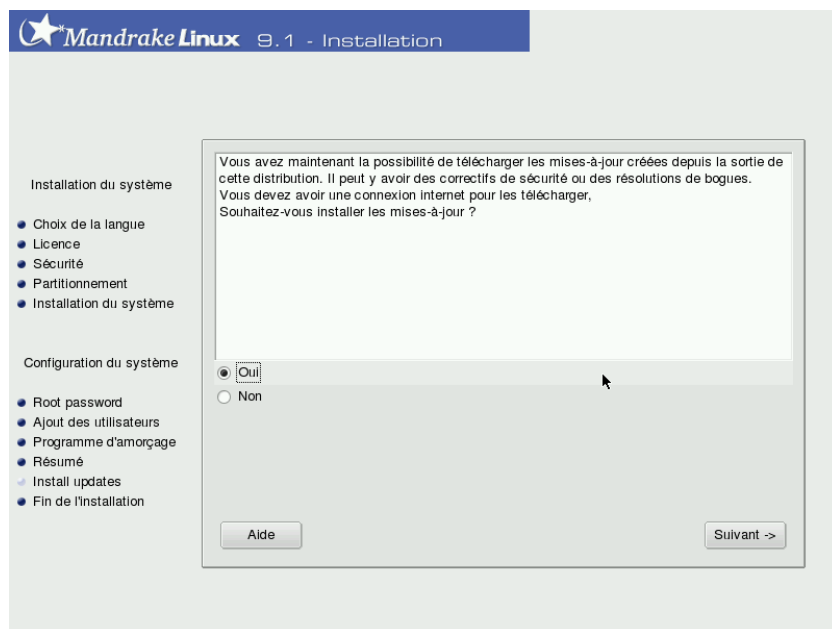 Mandrake Linux 9.1 - Installation
Installation du système
Choix de la langue
Licence
Sécurité
Partitionnement
Installation du système
Configuration du système
Root password
Ajout des utilisateurs
Programme d'amorçage
Résumé
Install updates
Fin de l'installation
Vous avez maintenant la possibilité de télécharger les mises-à-jour créées depuis la sortie de
cette distribution. Il peut y avoir des correctifs de sécurité ou des résolutions de bogues.
Vous devez avoir une connexion internet pour les télécharger,
Souhaitez-vous installer les mises-à-jour ?
Oui
Non
Aide
Suivant ->